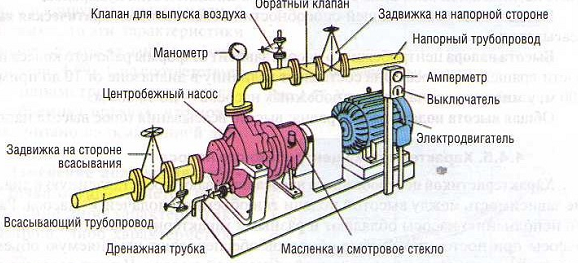 Обратный клапан
Клапан для выпуска воздуха
Задвижка на напорной стороне
Манометр
Напорный трубопровод
Амперметр
Центробежный насос
Выключатель
Задвижка на стороне
всасывания
Электродвигатель
Всасывающий трубопровод
Дренажная трубка
Масленка и смотровое стекло